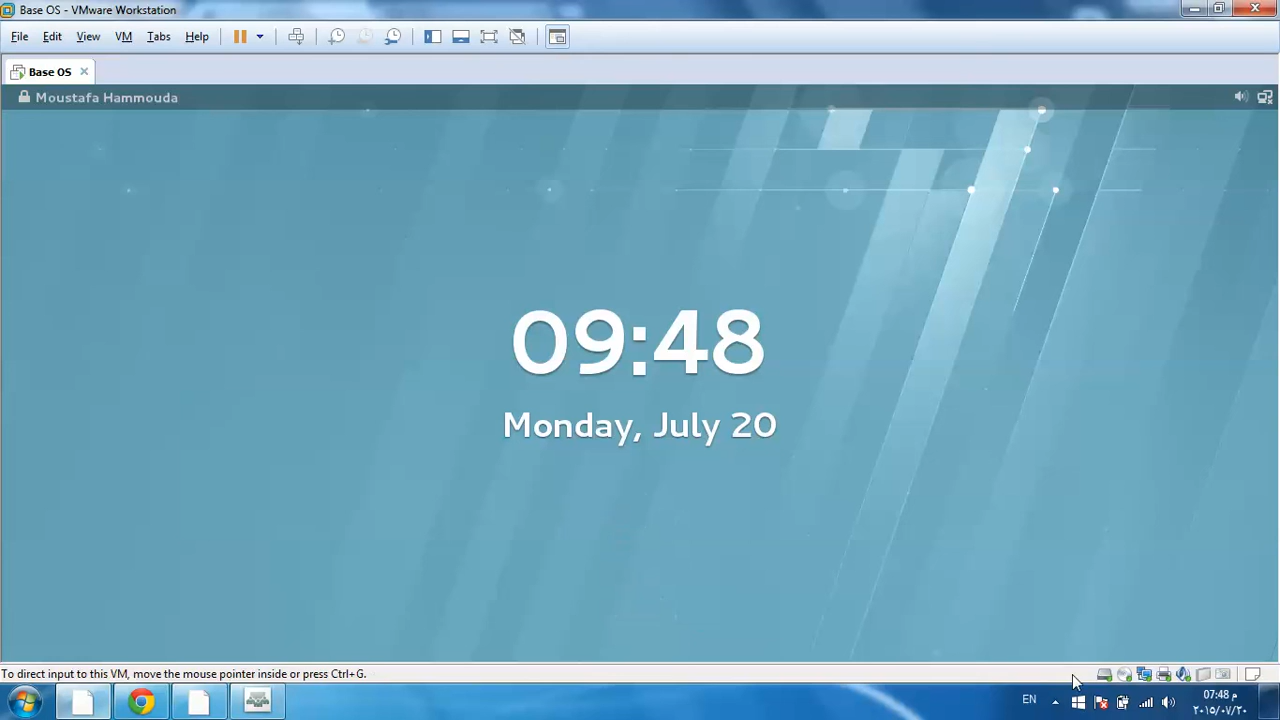 Base OS - VMware Workstation
File Edit View VM Tabs Help
Base OS
Moustafa Hammouda
09:48
Monday, July 20
To direct input to this VM, move the mouse pointer inside or press Ctrl+G.
EN
07:48 م
٢٠١٥/٠٧/٢٠